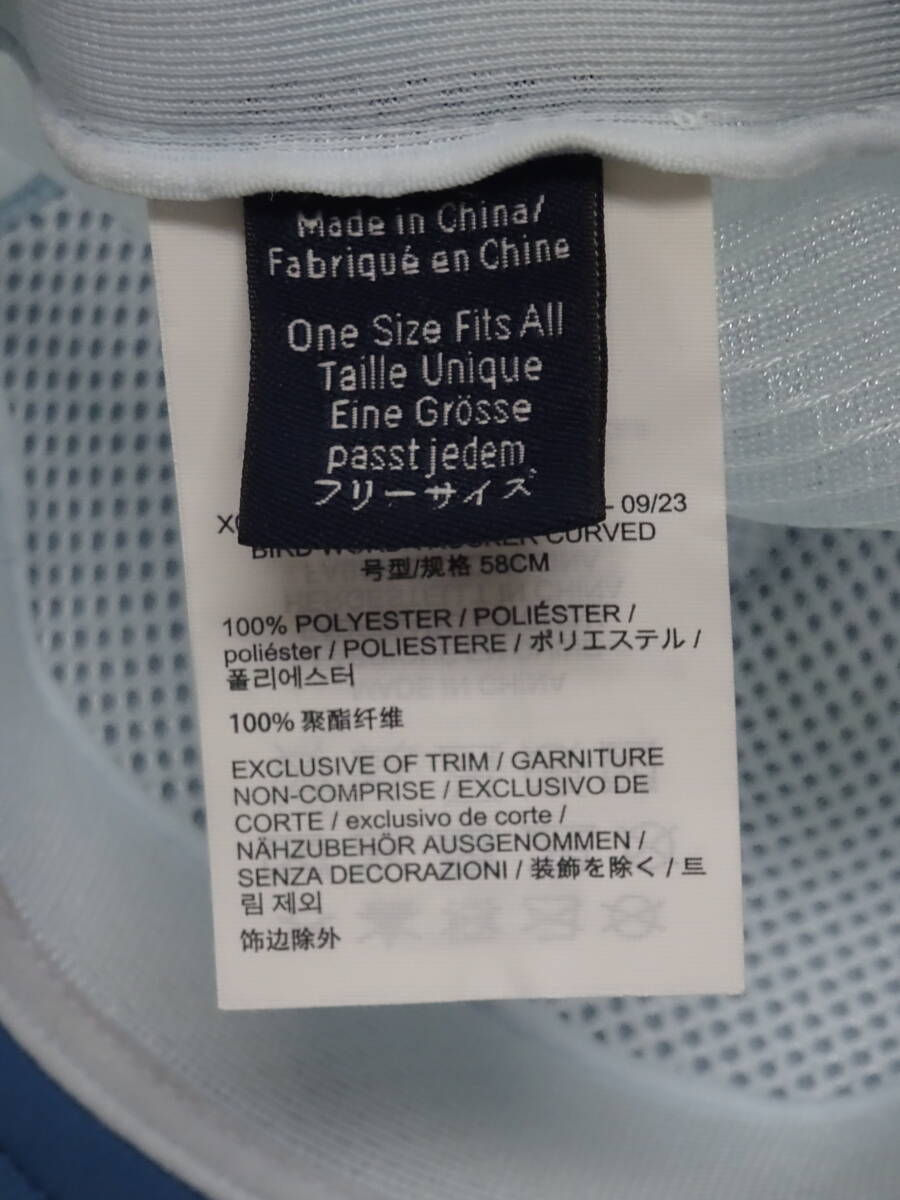 Made in China/
Fabriqué en Chine
One Size Fits All
Taille Unique
Eine Grösse
passt jedem
フリーサイズ
- 09/23
BIRD WORD TRUCKER CURVED
号型/规格 58CM
100% POLYESTER / POLIÉSTER /
poliéster / POLIESTERE / ポリエステル /
폴리에스터
100% 聚酯纤维
EXCLUSIVE OF TRIM / GARNITURE
NON-COMPRISE / EXCLUSIVO DE
CORTE / exclusivo de corte /
NÄHZUBEHÖR AUSGENOMMEN /
SENZA DECORAZIONI / 装飾を除く / 트
림 제외
饰边除外